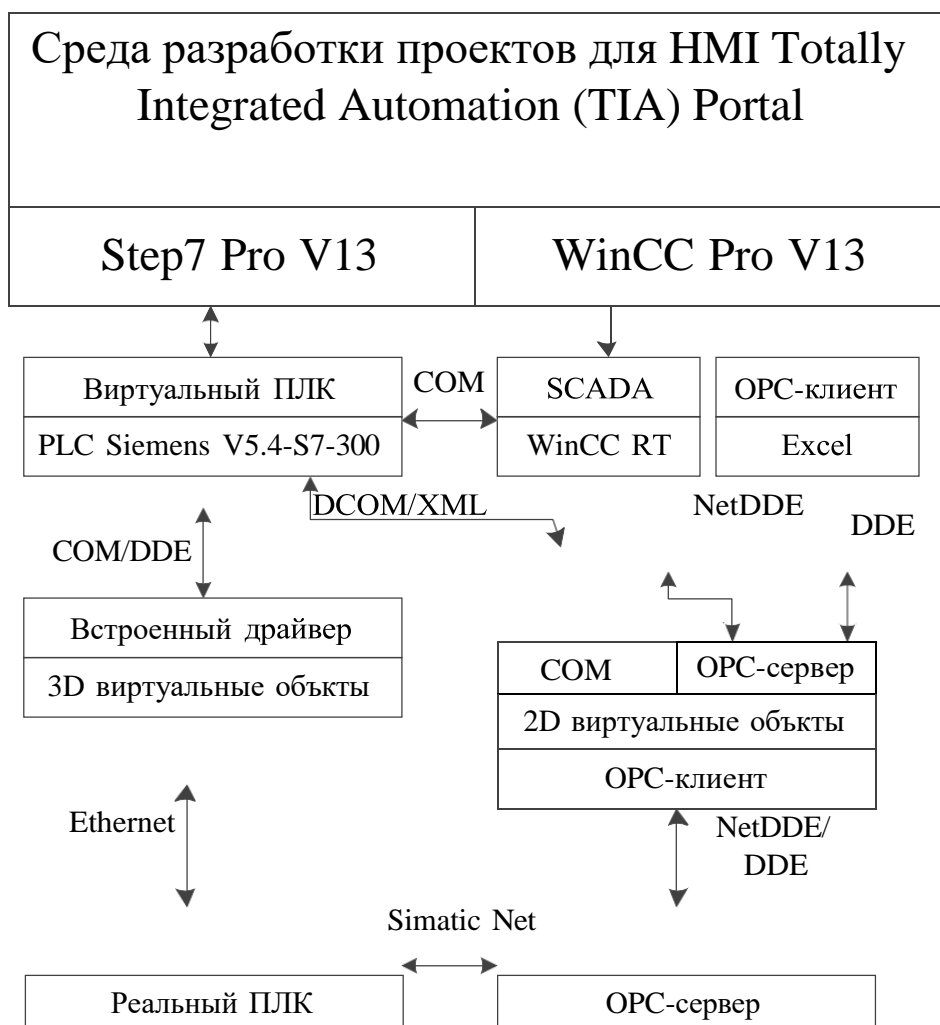 Среда разработки проектов для HMI Totally
Integrated Automation (TIA) Portal
Step7 Pro V13
WinCC Pro V13
Виртуальный ПЛК
PLC Siemens V5.4-S7-300
COM
SCADA
WinCC RT
OPC-клиент
Excel
DCOM/XML
NetDDE
DDE
COM/DDE
Встроенный драйвер
3D виртуальные объкты
COM
OPC-сервер
2D виртуальные объкты
OPC-клиент
Ethernet
NetDDE/
DDE
Simatic Net
Реальный ПЛК
OPC-сервер